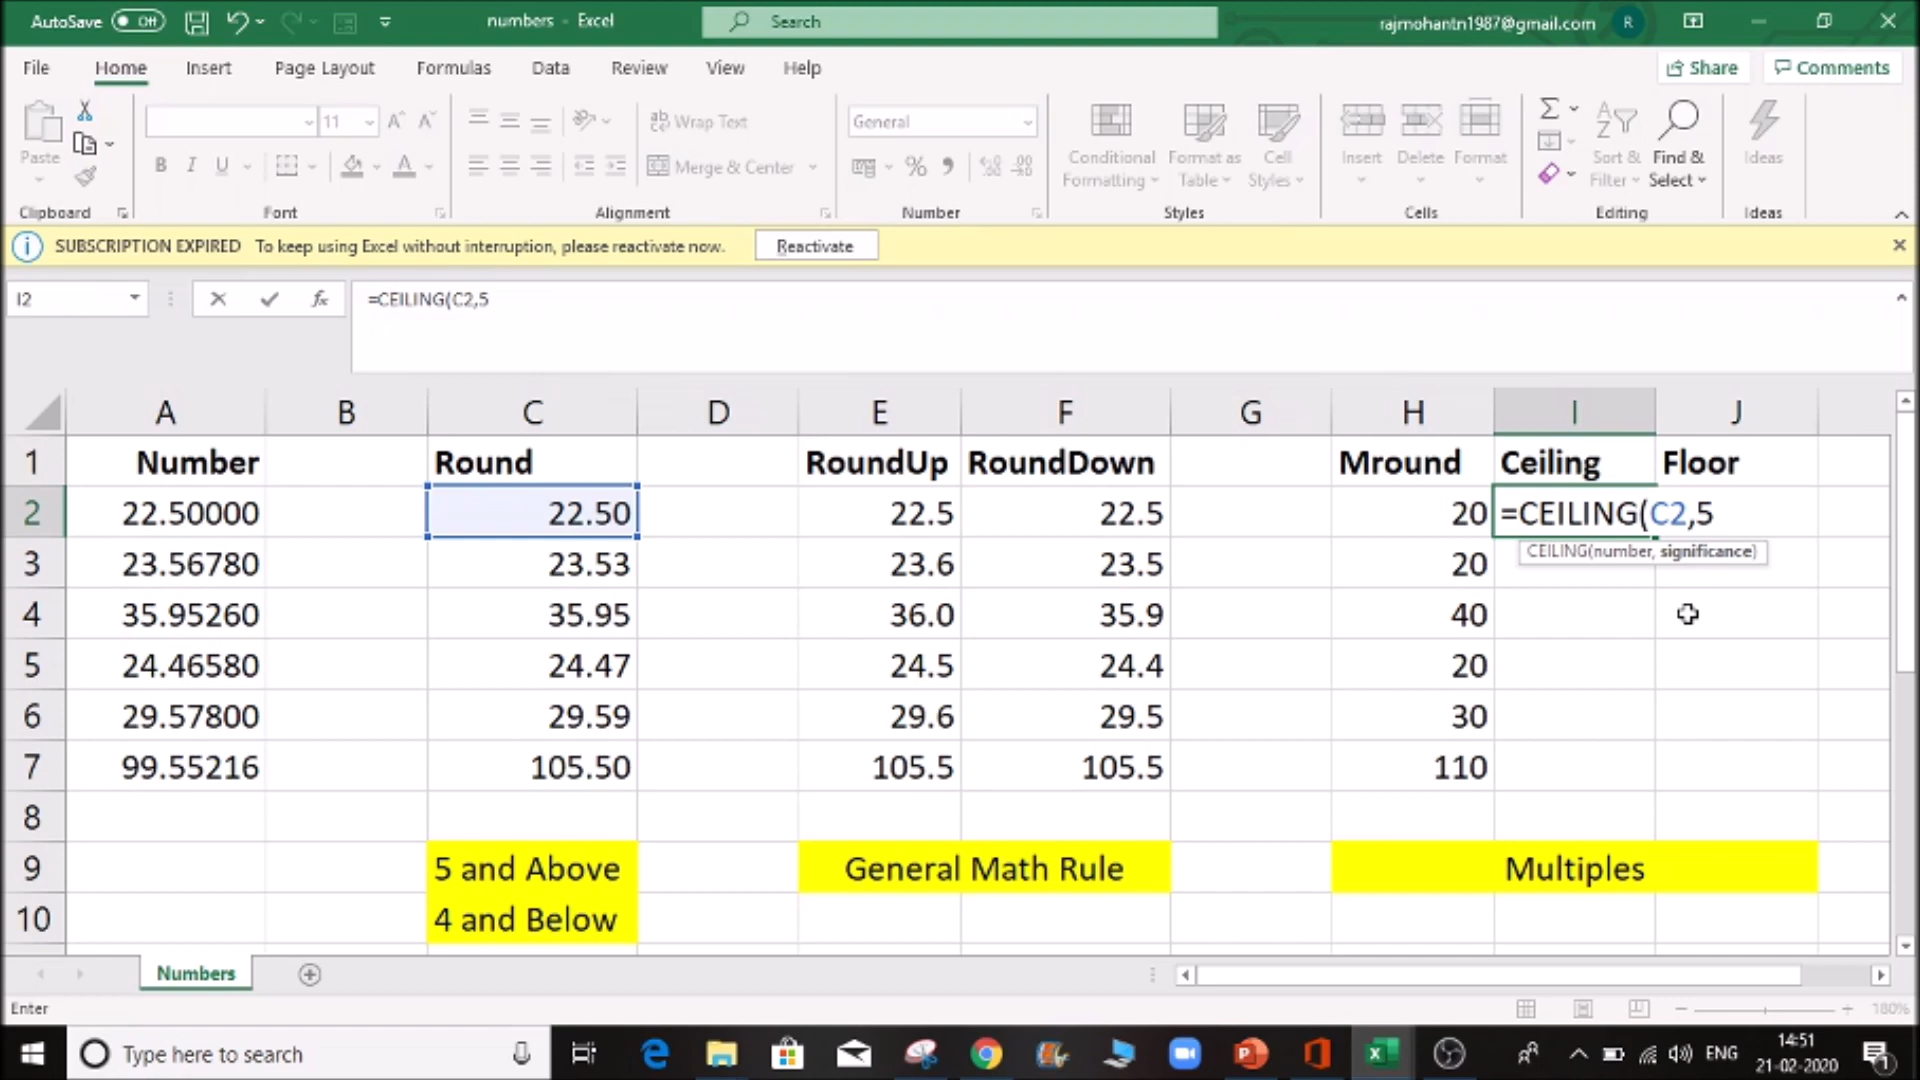 AutoSave Off numbers - Excel Search rajmohantn1987@gmail.com R
File Home Insert Page Layout Formulas Data Review View Help Share Comments
Paste 11 A A ab Wrap Text General Conditional Formatting Format as Table Cell Styles Insert Delete Format Sort & Filter Find & Select Ideas
B I U A Merge & Center %
Clipboard Font Alignment Number Styles Cells Editing Ideas
SUBSCRIPTION EXPIRED To keep using Excel without interruption, please reactivate now. Reactivate
I2 fx =CEILING(C2,5
A B C D E F G H I J
1 Number Round RoundUp RoundDown Mround Ceiling Floor
2 22.50000 22.50 22.5 22.5 20 =CEILING(C2,5
CEILING(number, significance)
3 23.56780 23.53 23.6 23.5 20
4 35.95260 35.95 36.0 35.9 40
5 24.46580 24.47 24.5 24.4 20
6 29.57800 29.59 29.6 29.5 30
7 99.55216 105.50 105.5 105.5 110
8
9 5 and Above General Math Rule Multiples
10 4 and Below
Numbers
Enter 180%
Type here to search ENG 14:51
21-02-2020 1